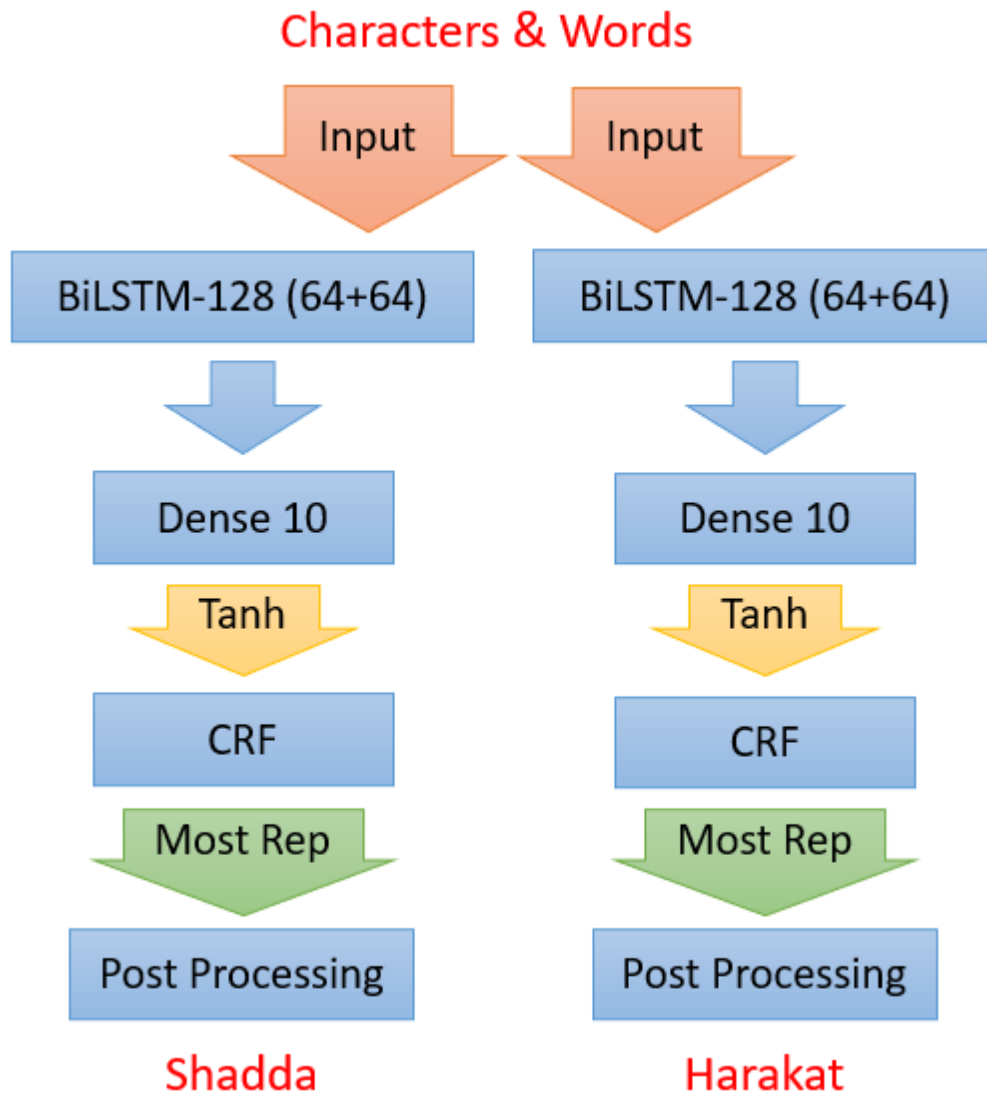 Characters & Words
Input Input
BiLSTM-128 (64+64) BiLSTM-128 (64+64)
Dense 10 Dense 10
Tanh Tanh
CRF CRF
Most Rep Most Rep
Post Processing Post Processing
Shadda Harakat